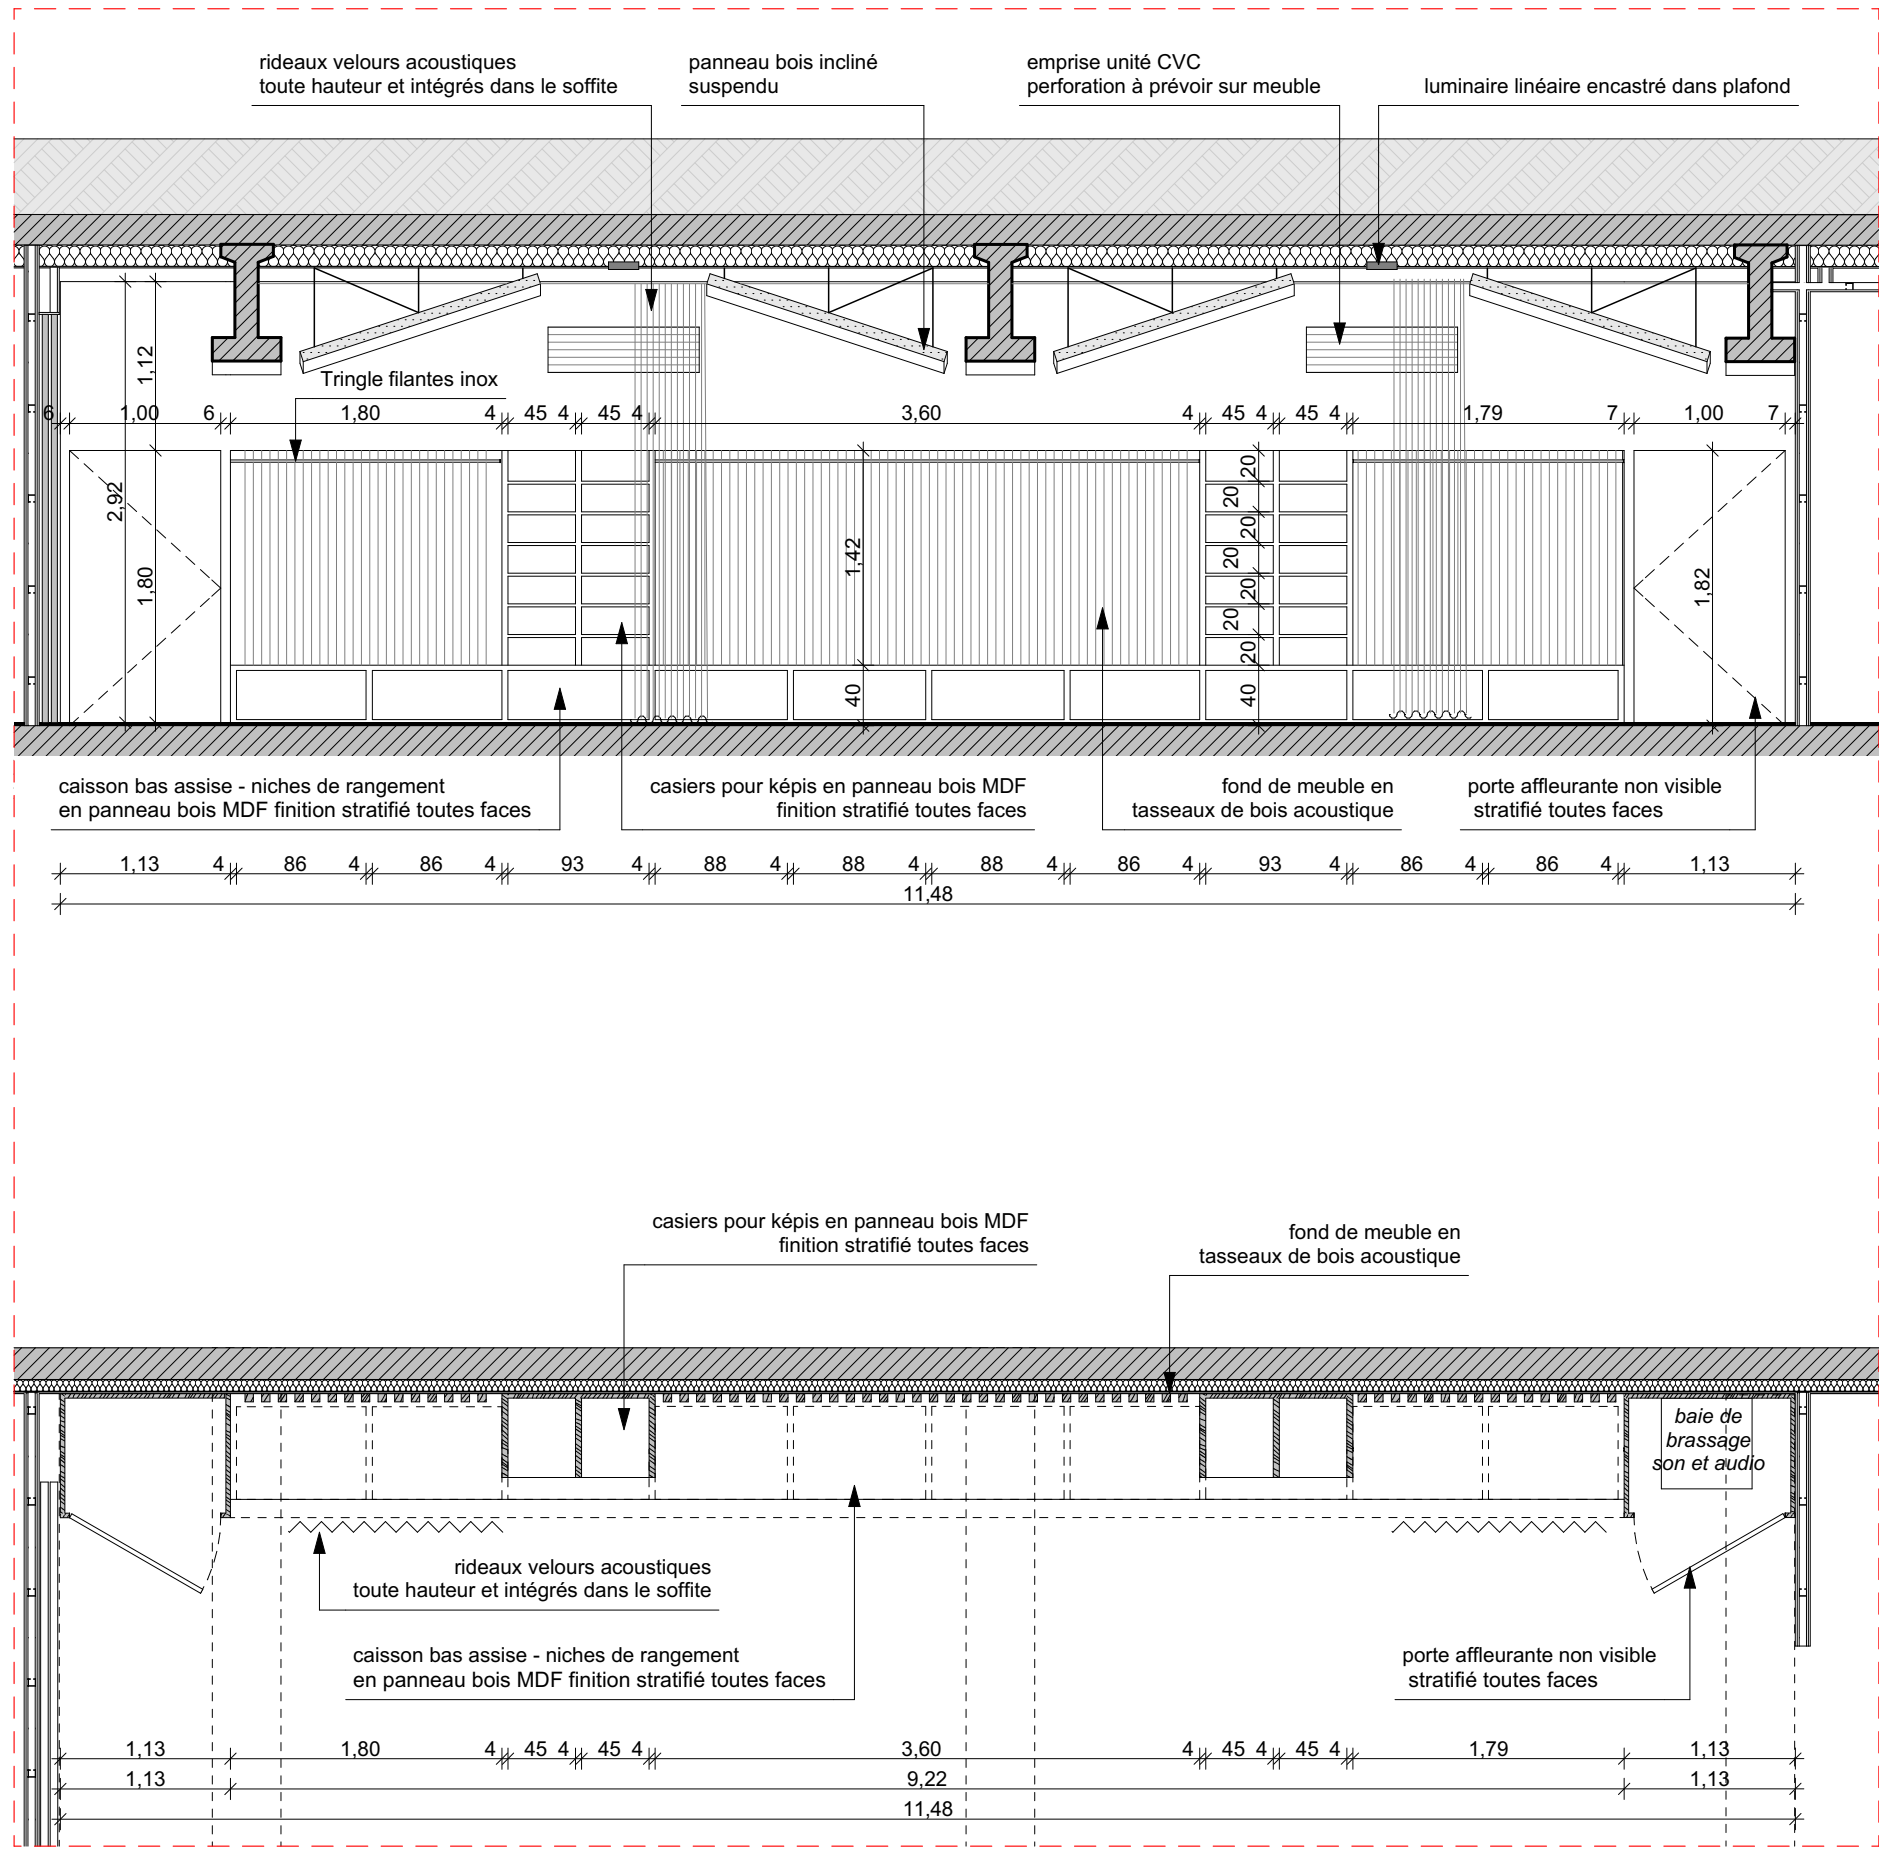 rideaux velours acoustiques
toute hauteur et intégrés dans le soffite
panneau bois incliné
suspendu
emprise unité CVC
perforation à prévoir sur meuble
luminaire linéaire encastré dans plafond
Tringle filantes inox
6 1,00 6 1,80 4 45 4 45 4 3,60 4 45 4 45 4 1,79 7 1,00 7
1,12
2,92
1,80
1,42
40
20
20
20
20
20
20
20
40
1,82
caisson bas assise - niches de rangement
en panneau bois MDF finition stratifié toutes faces
casiers pour képis en panneau bois MDF
finition stratifié toutes faces
fond de meuble en
tasseaux de bois acoustique
porte affleurante non visible
stratifié toutes faces
1,13 4 86 4 86 4 93 4 88 4 88 4 88 4 86 4 93 4 86 4 86 4 1,13
11,48
casiers pour képis en panneau bois MDF
finition stratifié toutes faces
fond de meuble en
tasseaux de bois acoustique
baie de
brassage
son et audio
rideaux velours acoustiques
toute hauteur et intégrés dans le soffite
caisson bas assise - niches de rangement
en panneau bois MDF finition stratifié toutes faces
porte affleurante non visible
stratifié toutes faces
1,13 1,80 4 45 4 45 4 3,60 4 45 4 45 4 1,79 1,13
1,13 9,22 1,13
11,48